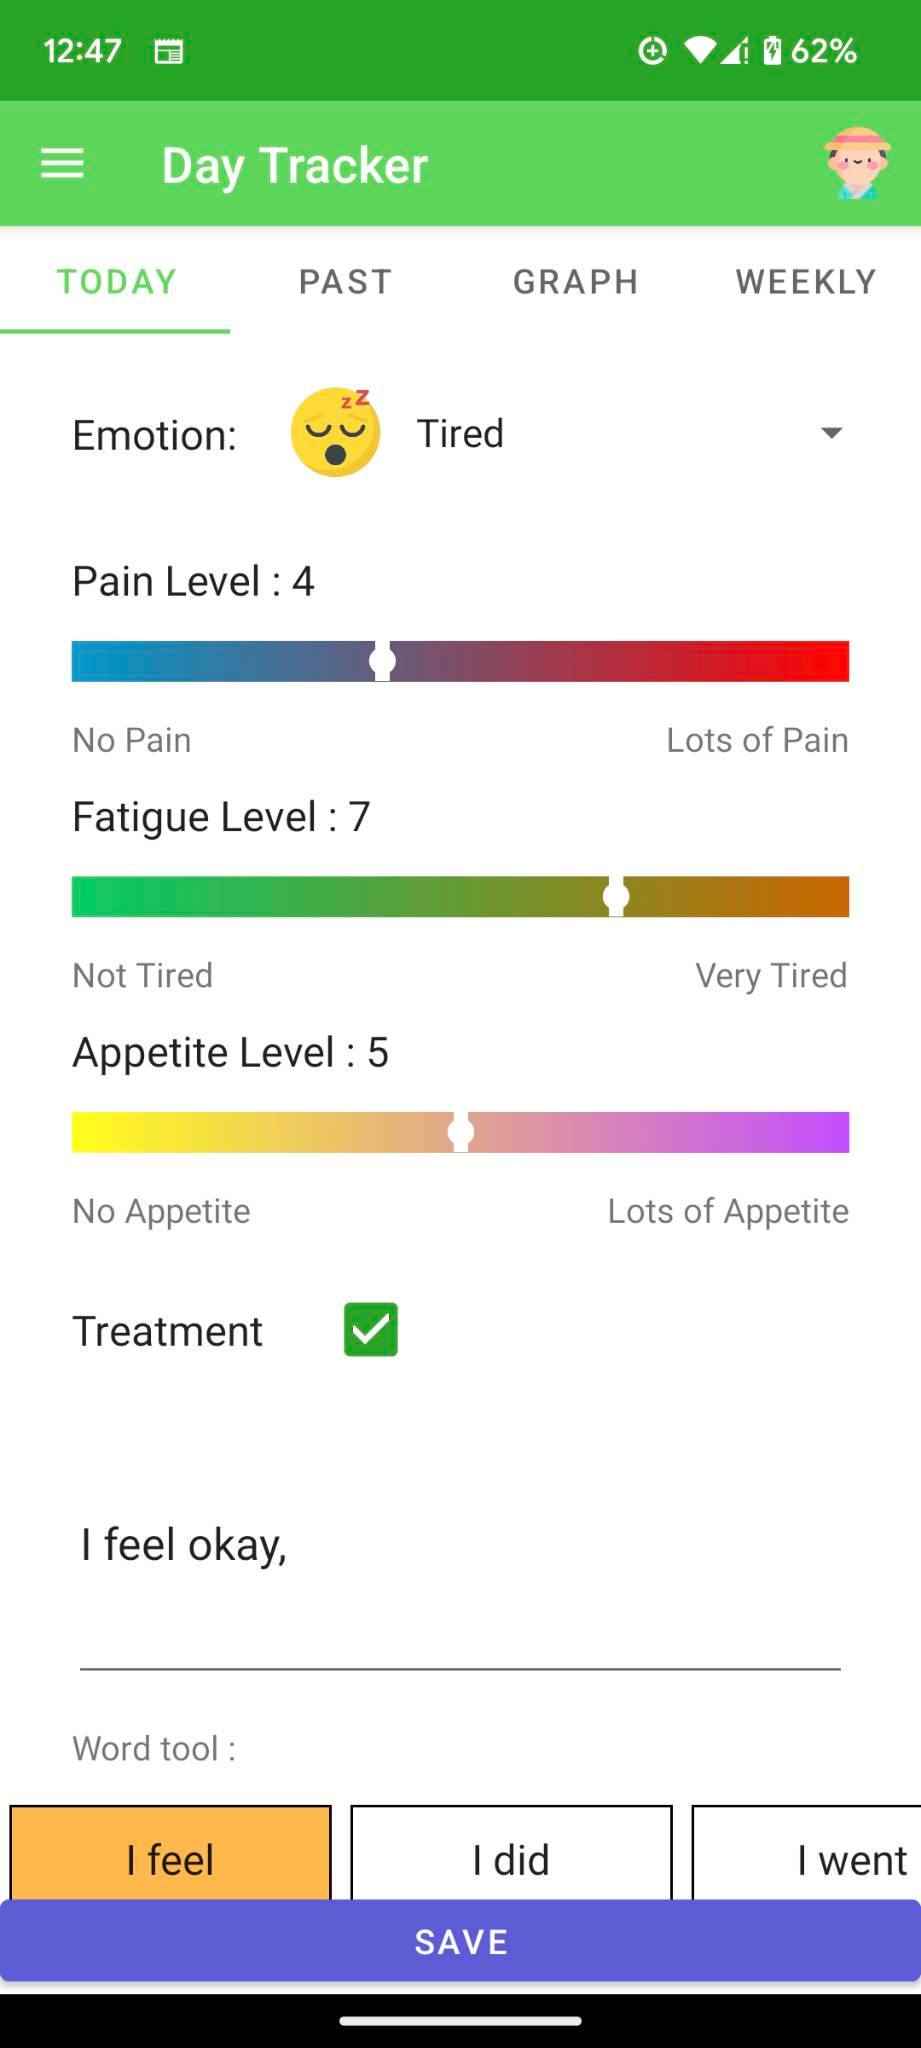 12:47 62%
Day Tracker
TODAY PAST GRAPH WEEKLY
Emotion: Tired
Pain Level : 4
No Pain Lots of Pain
Fatigue Level : 7
Not Tired Very Tired
Appetite Level : 5
No Appetite Lots of Appetite
Treatment
I feel okay,
Word tool :
I feel I did I went
SAVE